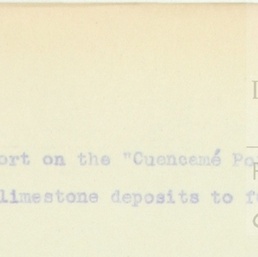 ort on the "Cuencamé Po
limestone deposits to f